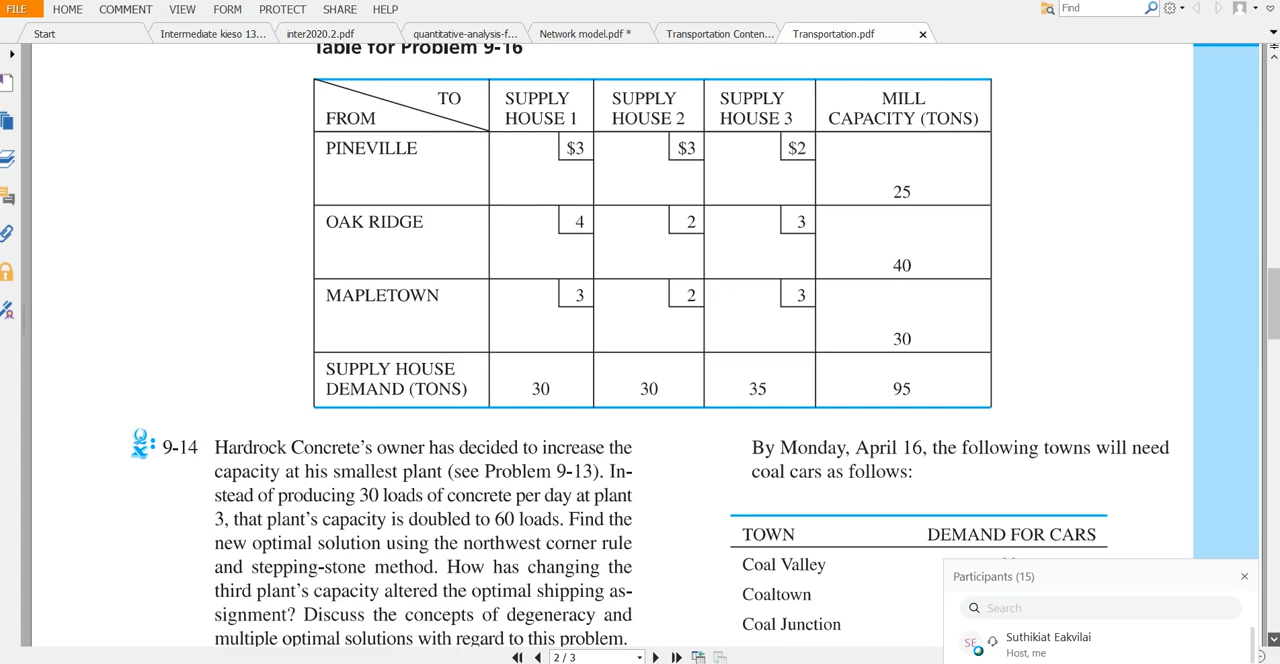 FILE HOME COMMENT VIEW FORM PROTECT SHARE HELP Find
Start Intermediate kieso 13... inter2020.2.pdf quantitative-analysis-f... Network model.pdf * Transportation Conten... Transportation.pdf
Table for Problem 9-16
TO SUPPLY SUPPLY SUPPLY MILL
FROM HOUSE 1 HOUSE 2 HOUSE 3 CAPACITY (TONS)
PINEVILLE $3 $3 $2
25
OAK RIDGE 4 2 3
40
MAPLETOWN 3 2 3
30
SUPPLY HOUSE
DEMAND (TONS) 30 30 35 95
9-14 Hardrock Concrete's owner has decided to increase the
capacity at his smallest plant (see Problem 9-13). In-
stead of producing 30 loads of concrete per day at plant
3, that plant's capacity is doubled to 60 loads. Find the
new optimal solution using the northwest corner rule
and stepping-stone method. How has changing the
third plant's capacity altered the optimal shipping as-
signment? Discuss the concepts of degeneracy and
multiple optimal solutions with regard to this problem.
By Monday, April 16, the following towns will need
coal cars as follows:
TOWN DEMAND FOR CARS
Coal Valley
Coaltown
Coal Junction
Participants (15)
Search
SE Suthikiat Eakvilai
Host, me
2 / 3